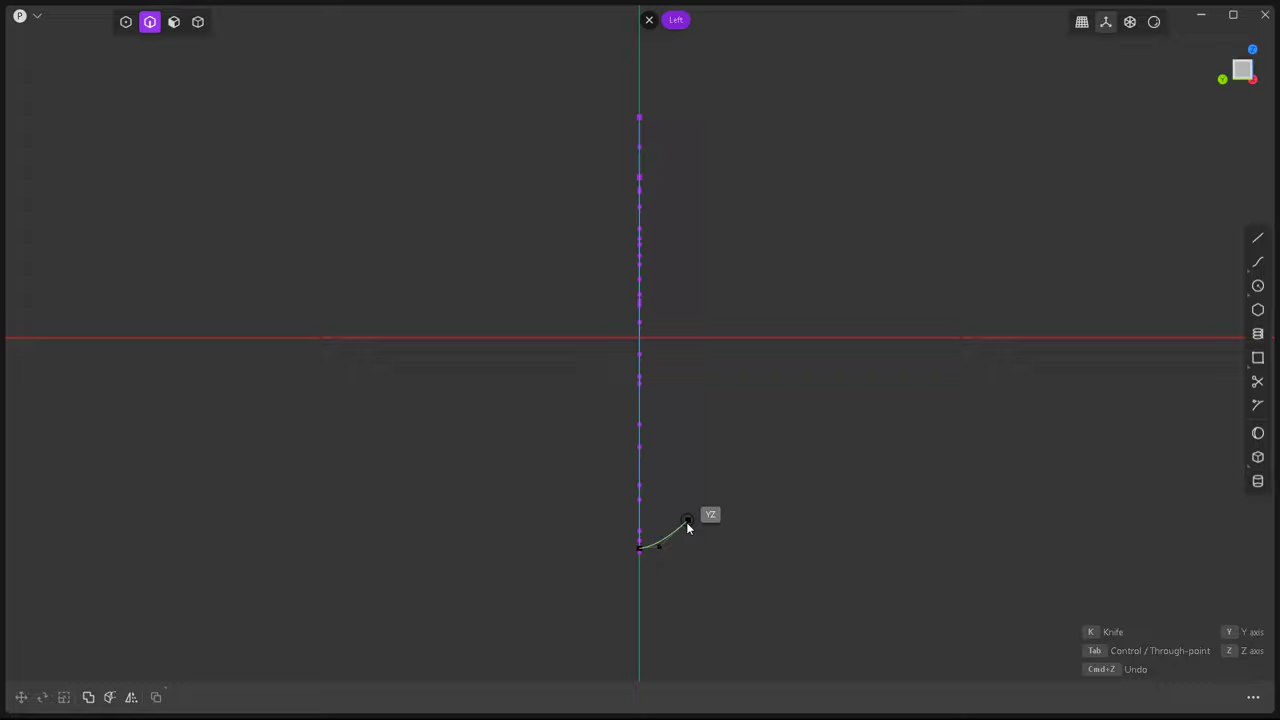 P
Left
Z
Y
YZ
K Knife
Y Y axis
Tab Control / Through-point
Z Z axis
Cmd+Z Undo